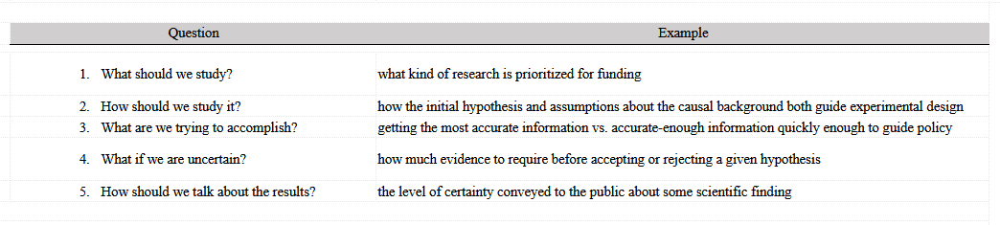 Question Example
1. What should we study? what kind of research is prioritized for funding
2. How should we study it? how the initial hypothesis and assumptions about the causal background both guide experimental design
3. What are we trying to accomplish? getting the most accurate information vs. accurate-enough information quickly enough to guide policy
4. What if we are uncertain? how much evidence to require before accepting or rejecting a given hypothesis
5. How should we talk about the results? the level of certainty conveyed to the public about some scientific finding